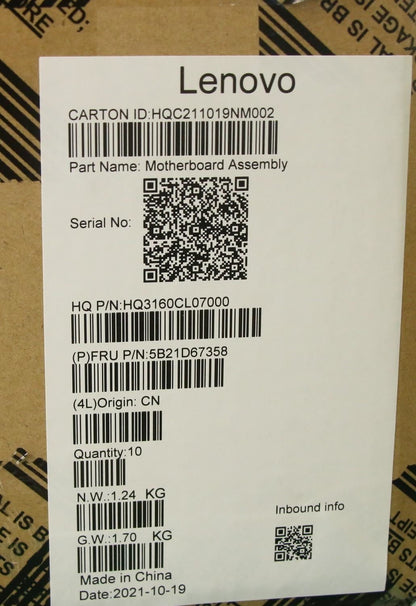 Lenovo
CARTON ID:HQC211019NM002
Part Name: Motherboard Assembly
Serial No:
HQ P/N:HQ3160CL07000
(P)FRU P/N:5B21D67358
(4L)Origin: CN
Quantity:10
N.W.:1.24 KG
Inbound info
G.W.:1.70 KG
Made in China
Date:2021-10-19